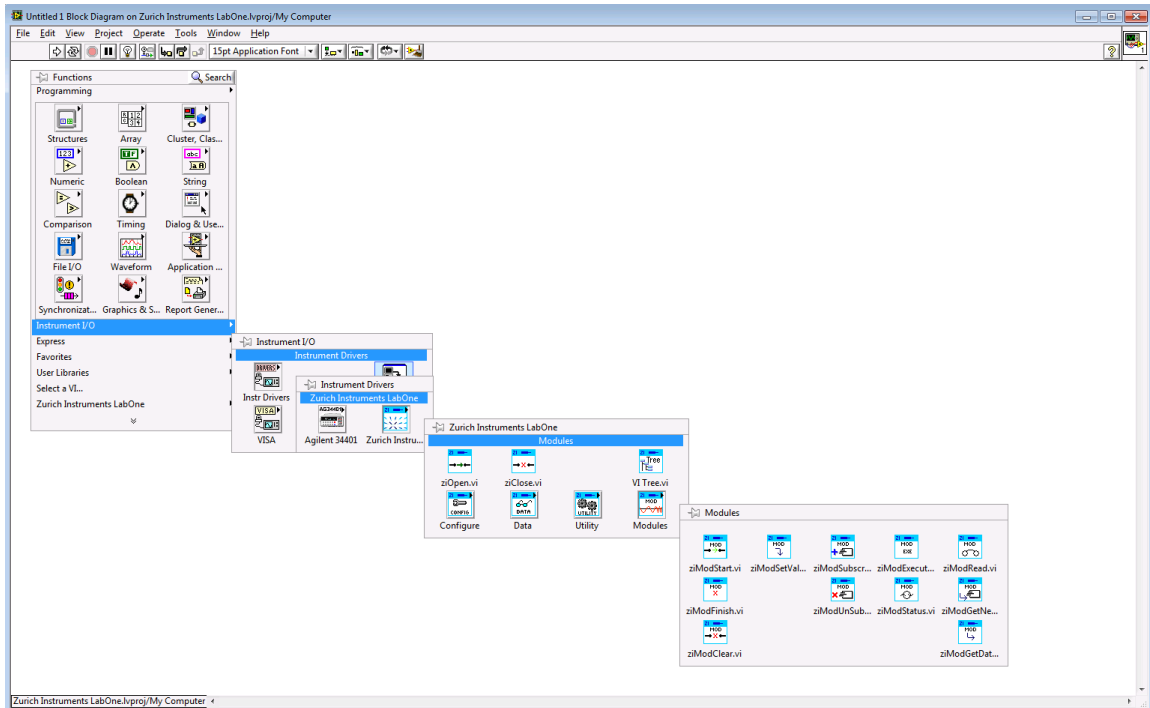 Untitled 1 Block Diagram on Zurich Instruments LabOne.lvproj/My Computer
File Edit View Project Operate Tools Window Help
15pt Application Font
Functions Search
Programming
Structures Array Cluster, Clas...
Numeric Boolean String
Comparison Timing Dialog & Use...
File I/O Waveform Application ...
Synchronizat... Graphics & S... Report Gener...
Instrument I/O
Express
Favorites
User Libraries
Select a VI...
Zurich Instruments LabOne
Instrument I/O
Instrument Drivers
Instr Drivers
VISA
Instrument Drivers
Zurich Instruments LabOne
Agilent 34401 Zurich Instru...
Zurich Instruments LabOne
Modules
ziOpen.vi ziClose.vi VI Tree.vi
Configure Data Utility Modules
Modules
ziModStart.vi ziModSetVal... ziModSubscr... ziModExecut... ziModRead.vi
ziModFinish.vi ziModUnSub... ziModStatus.vi ziModGetNe...
ziModClear.vi ziModGetDat...
Zurich Instruments LabOne.lvproj/My Computer